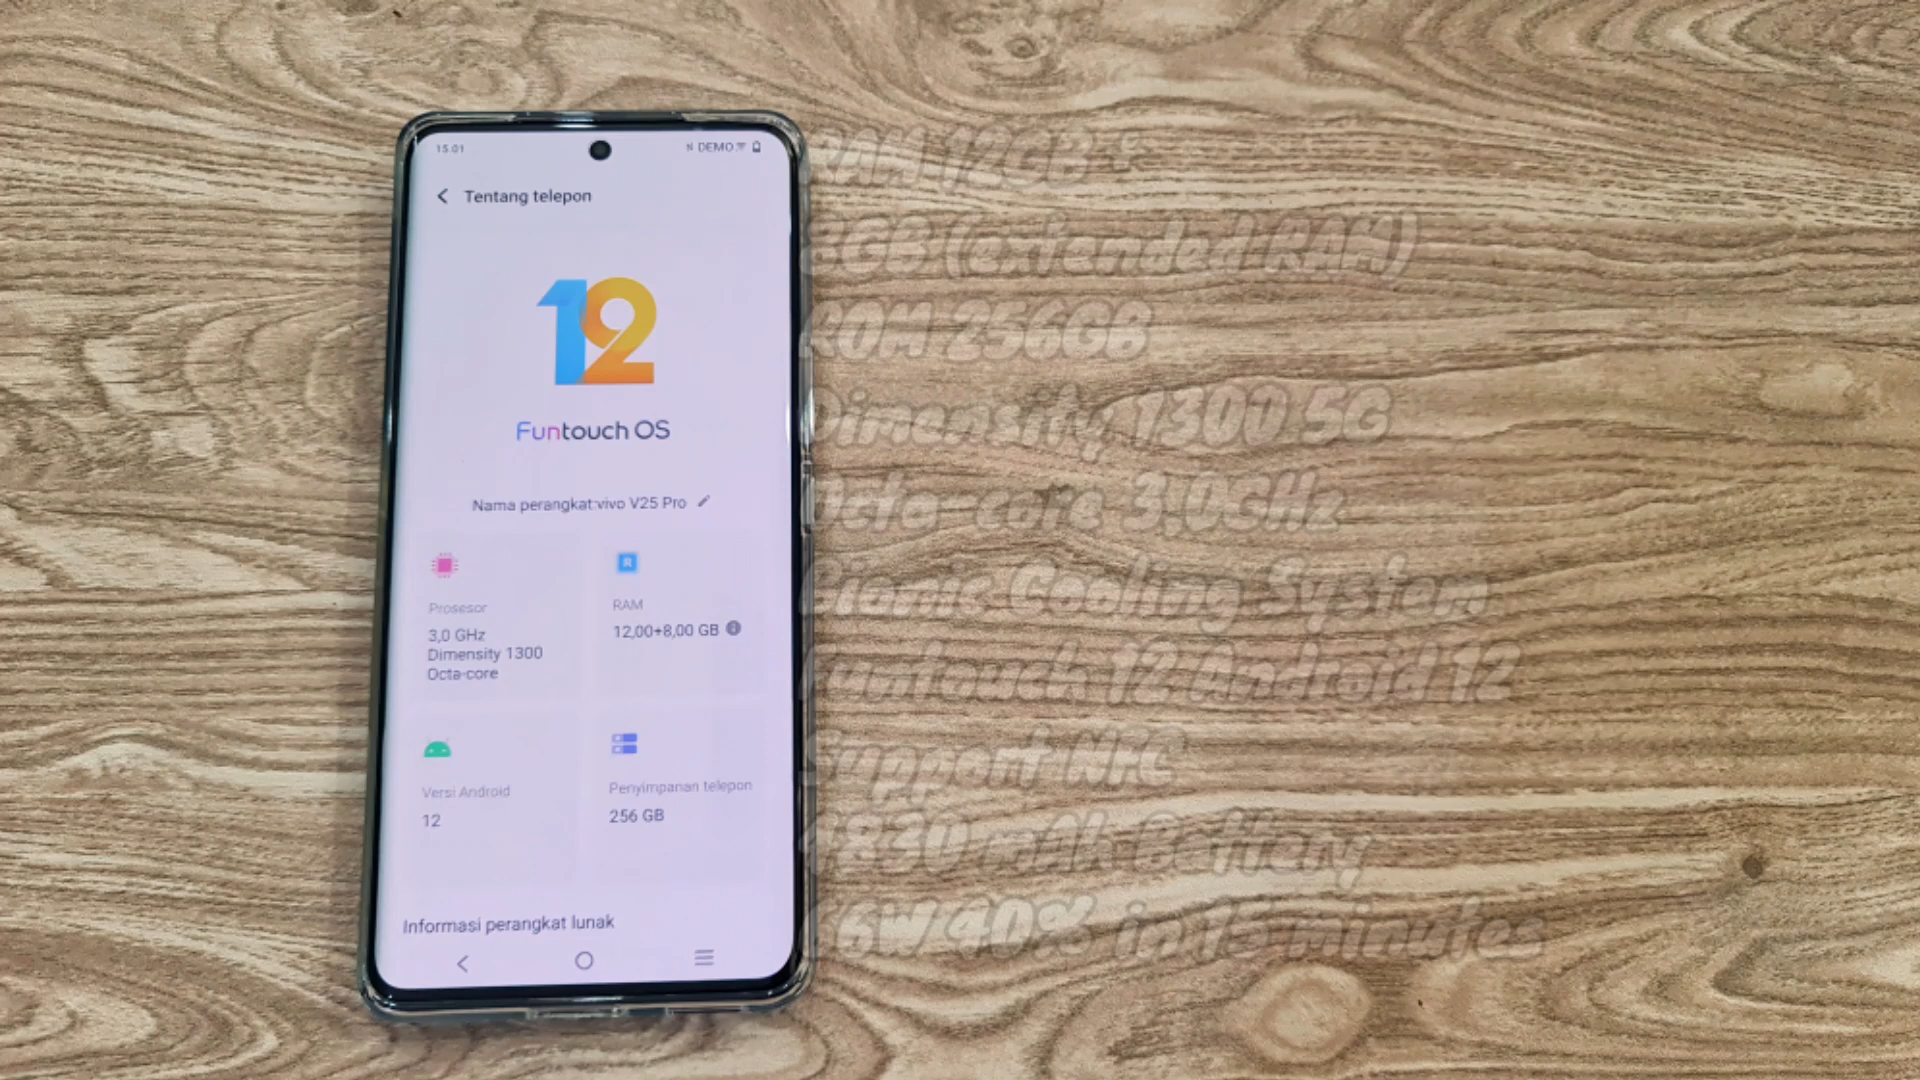 15.01
DEMO
Tentang telepon
12
Funtouch OS
Nama perangkat:vivo V25 Pro
Prosesor
3,0 GHz
Dimensity 1300
Octa-core
R
RAM
12,00+8,00 GB
Versi Android
12
Penyimpanan telepon
256 GB
Informasi perangkat lunak
RAM 12GB +
8GB (extended RAM)
ROM 256GB
Dimensity 1300 5G
Octa-core 3.0GHz
Cooling System
Funtouch 12 Android 12
Support NFC
4830 mAh Battery
66W 40% in 15 minutes